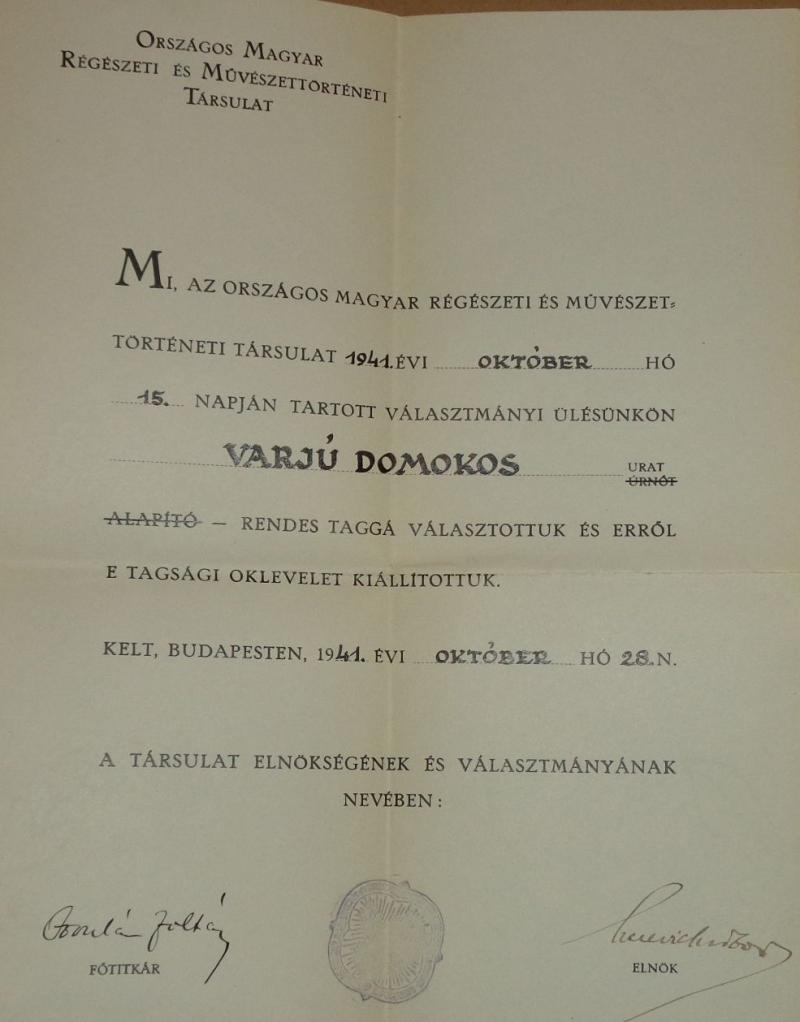 Országos Magyar
Régészeti és Művészettörténeti
Társulat
Mi, az Országos Magyar Régészeti és Művészet-
történeti Társulat 1941. évi OKTÓBER hó
15. napján tartott választmányi ülésünkön
VARJÚ DOMOKOS urat
úrnőt
alapító – rendes taggá választottuk és erről
e tagsági oklevelet kiállítottuk.
Kelt, Budapesten, 1941. évi OKTÓBER hó 28. n.
A Társulat elnökségének és választmányának
nevében:
Zoltán
főtitkár
elnök